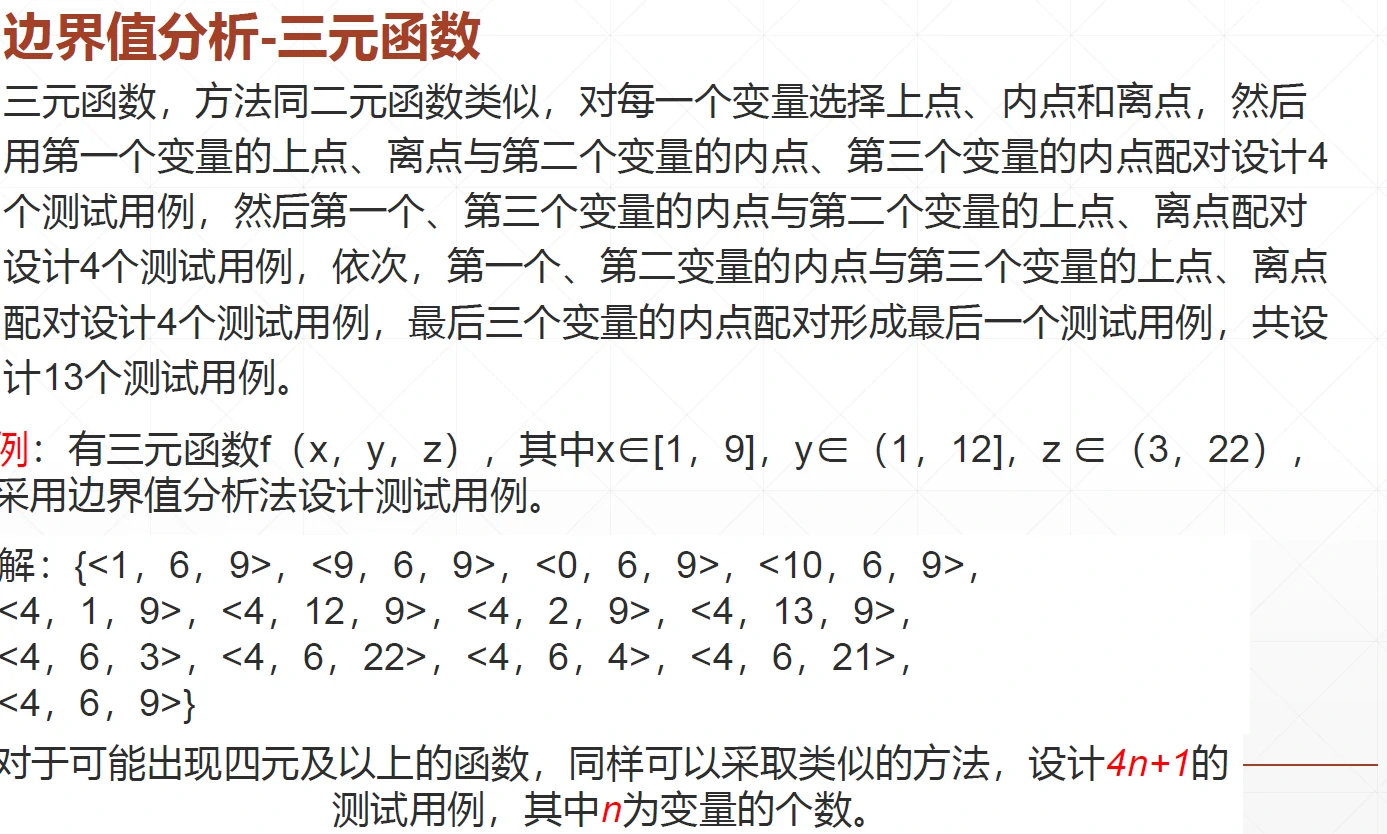 边界值分析-三元函数
三元函数，方法同二元函数类似，对每一个变量选择上点、内点和离点，然后
用第一个变量的上点、离点与第二个变量的内点、第三个变量的内点配对设计4
个测试用例，然后第一个、第三个变量的内点与第二个变量的上点、离点配对
设计4个测试用例，依次，第一个、第二变量的内点与第三个变量的上点、离点
配对设计4个测试用例，最后三个变量的内点配对形成最后一个测试用例，共设
计13个测试用例。
例：有三元函数f（x，y，z），其中x∈[1，9]，y∈（1，12]，z ∈（3，22），
采用边界值分析法设计测试用例。
解：{<1，6，9>，<9，6，9>，<0，6，9>，<10，6，9>，
<4，1，9>，<4，12，9>，<4，2，9>，<4，13，9>，
<4，6，3>，<4，6，22>，<4，6，4>，<4，6，21>，
<4，6，9>}
对于可能出现四元及以上的函数，同样可以采取类似的方法，设计4n+1的
测试用例，其中n为变量的个数。